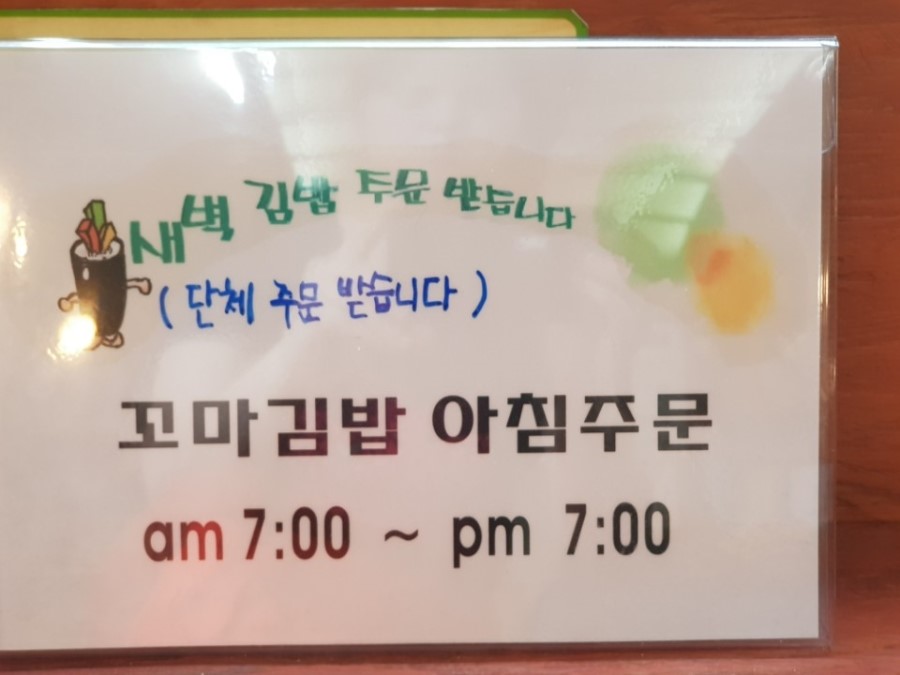 새벽 김밥 주문 받습니다
( 단체 주문 받습니다 )
꼬마김밥 아침주문
am 7:00 ~ pm 7:00